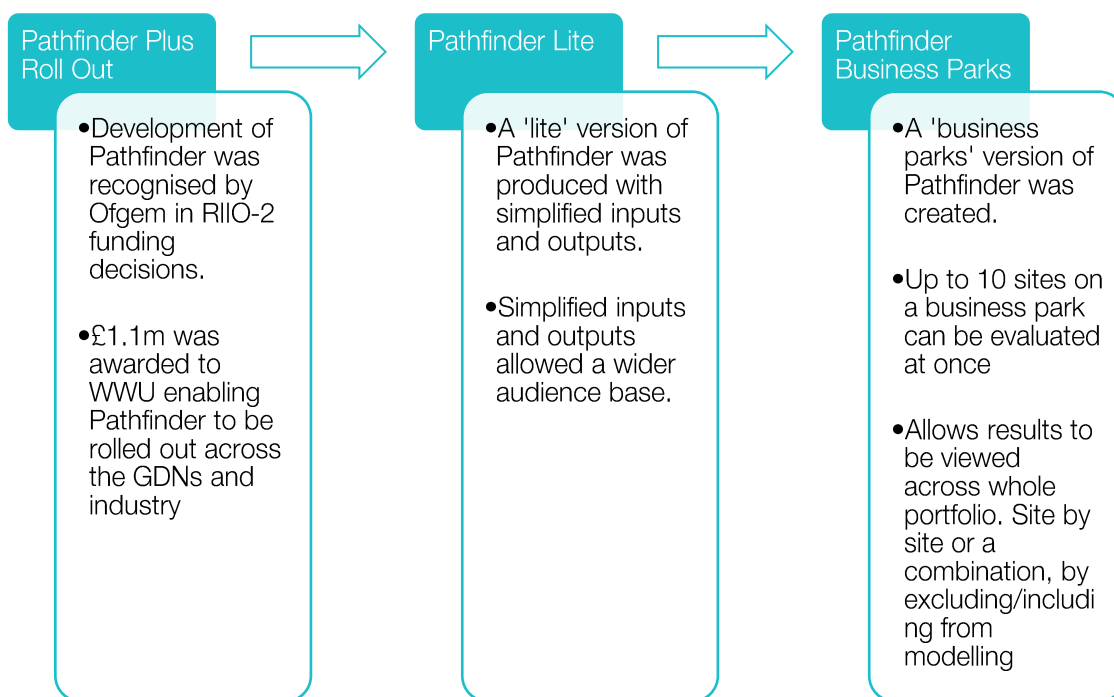 Pathfinder Plus
Roll Out
•Development of
Pathfinder was
recognised by
Ofgem in RIIO-2
funding
decisions.
•£1.1m was
awarded to
WWU enabling
Pathfinder to be
rolled out across
the GDNs and
industry
Pathfinder Lite
•A 'lite' version of
Pathfinder was
produced with
simplified inputs
and outputs.
•Simplified inputs
and outputs
allowed a wider
audience base.
Pathfinder
Business Parks
•A 'business
parks' version of
Pathfinder was
created.
•Up to 10 sites on
a business park
can be evaluated
at once
•Allows results to
be viewed
across whole
portfolio. Site by
site or a
combination, by
excluding/includi
ng from
modelling